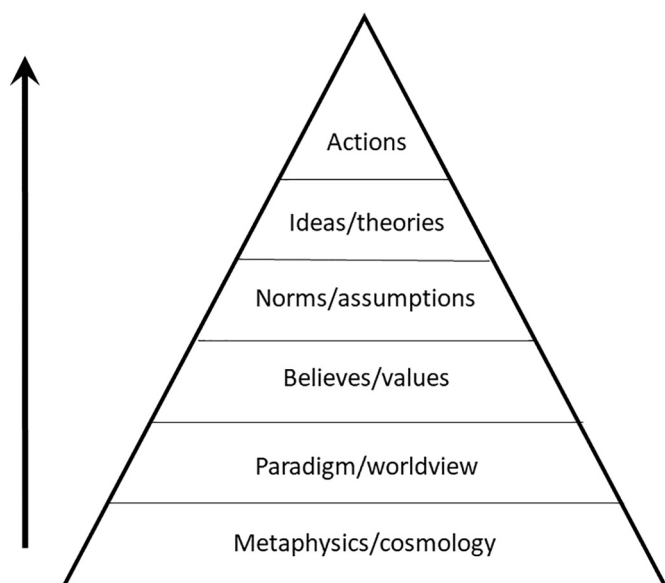 Actions
Ideas/theories
Norms/assumptions
Believes/values
Paradigm/worldview
Metaphysics/cosmology